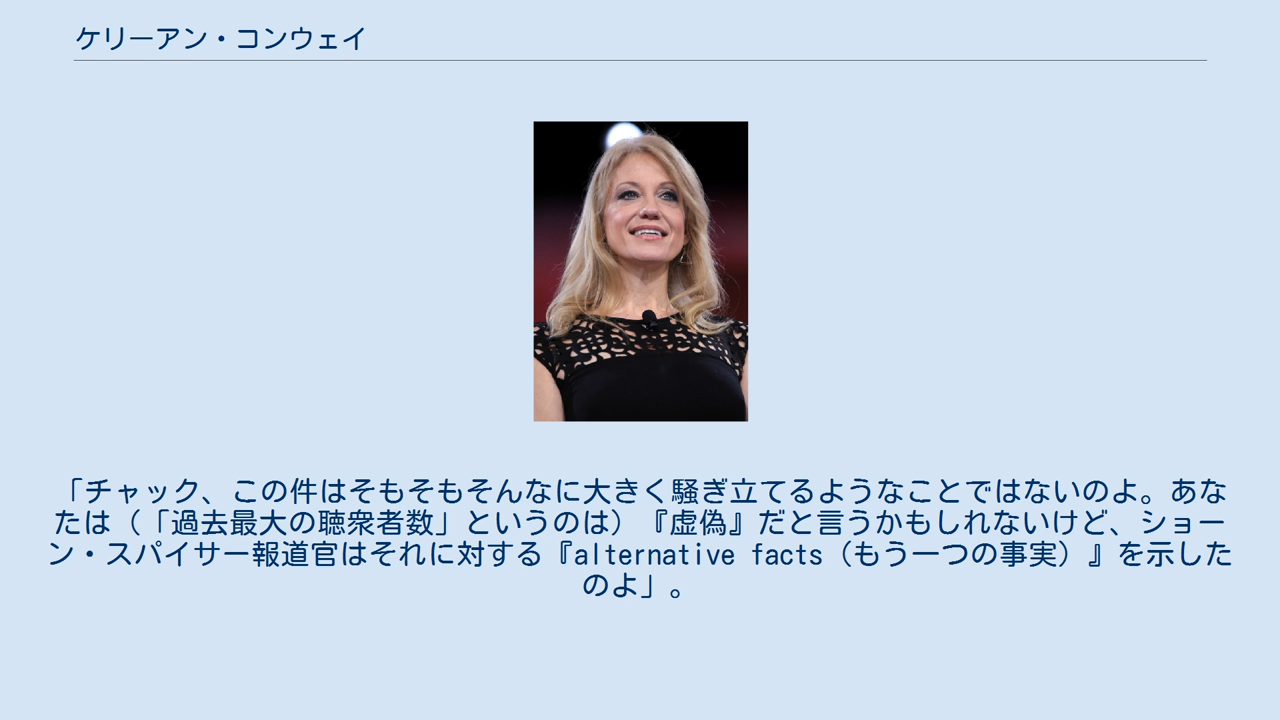 ケリーアン・コンウェイ
「チャック、この件はそもそもそんなに大きく騒ぎ立てるようなことではないのよ。あな
たは（「過去最大の聴衆者数」というのは）『虚偽』だと言うかもしれないけど、ショー
ン・スパイサー報道官はそれに対する『alternative facts（もう一つの事実）』を示した
のよ」。